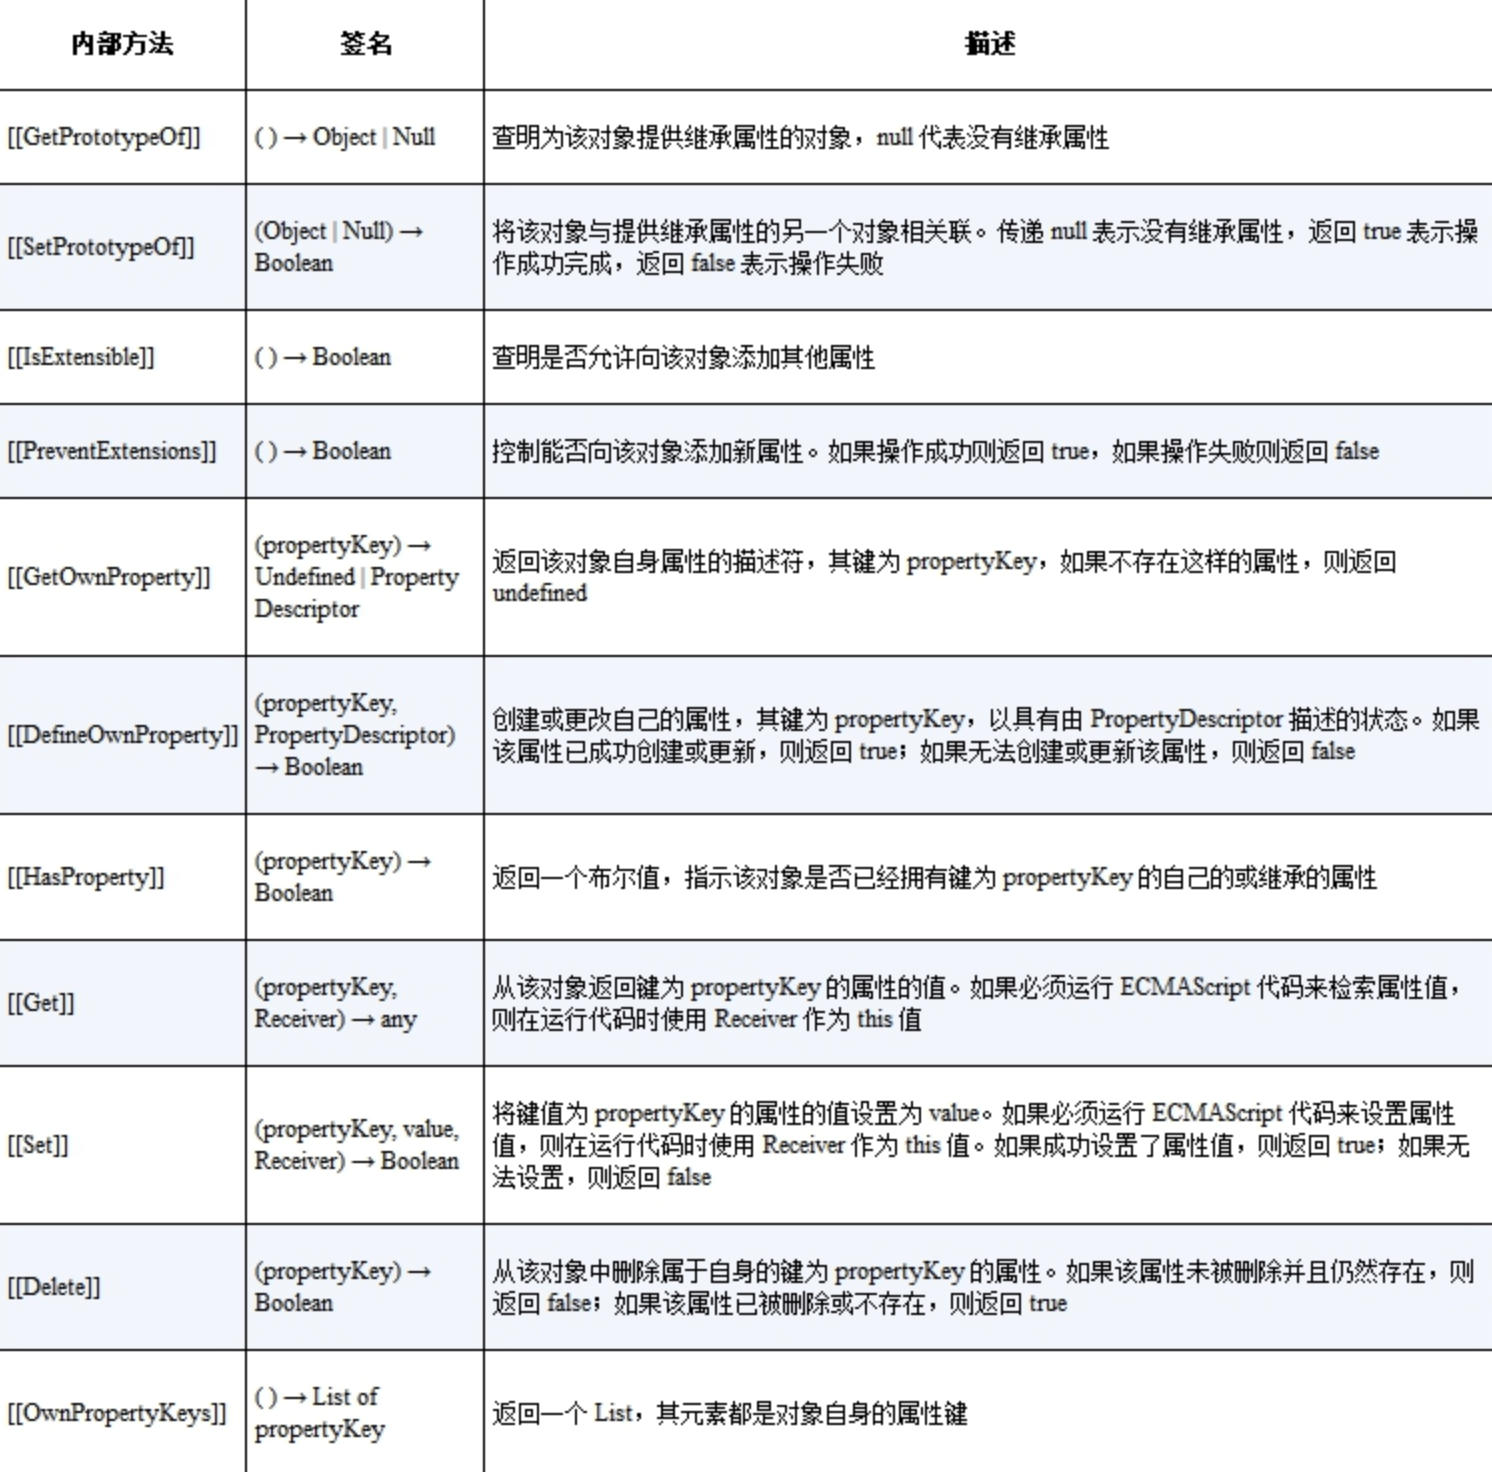 内部方法 签名 描述
[[GetPrototypeOf]] ( ) → Object | Null 查明为该对象提供继承属性的对象，null 代表没有继承属性
[[SetPrototypeOf]] (Object | Null) →
Boolean
将该对象与提供继承属性的另一个对象相关联。传递 null 表示没有继承属性，返回 true 表示操
作成功完成，返回 false 表示操作失败
[[IsExtensible]] ( ) → Boolean 查明是否允许向该对象添加其他属性
[[PreventExtensions]] ( ) → Boolean 控制能否向该对象添加新属性。如果操作成功则返回 true，如果操作失败则返回 false
[[GetOwnProperty]] (propertyKey) →
Undefined | Property
Descriptor
返回该对象自身属性的描述符，其键为 propertyKey，如果不存在这样的属性，则返回
undefined
[[DefineOwnProperty]] (propertyKey,
PropertyDescriptor)
→ Boolean
创建或更改自己的属性，其键为 propertyKey，以具有由 PropertyDescriptor 描述的状态。如果
该属性已成功创建或更新，则返回 true；如果无法创建或更新该属性，则返回 false
[[HasProperty]] (propertyKey) →
Boolean
返回一个布尔值，指示该对象是否已经拥有键为 propertyKey 的自己的或继承的属性
[[Get]] (propertyKey,
Receiver) → any
从该对象返回键为 propertyKey 的属性的值。如果必须运行 ECMAScript 代码来检索属性值，
则在运行代码时使用 Receiver 作为 this 值
[[Set]] (propertyKey, value,
Receiver) → Boolean
将键值为 propertyKey 的属性的值设置为 value。如果必须运行 ECMAScript 代码来设置属性
值，则在运行代码时使用 Receiver 作为 this 值。如果成功设置了属性值，则返回 true；如果无
法设置，则返回 false
[[Delete]] (propertyKey) →
Boolean
从该对象中删除属于自身的键为 propertyKey 的属性。如果该属性未被删除并且仍然存在，则
返回 false；如果该属性已被删除或不存在，则返回 true
[[OwnPropertyKeys]] ( ) → List of
propertyKey
返回一个 List，其元素都是对象自身的属性键